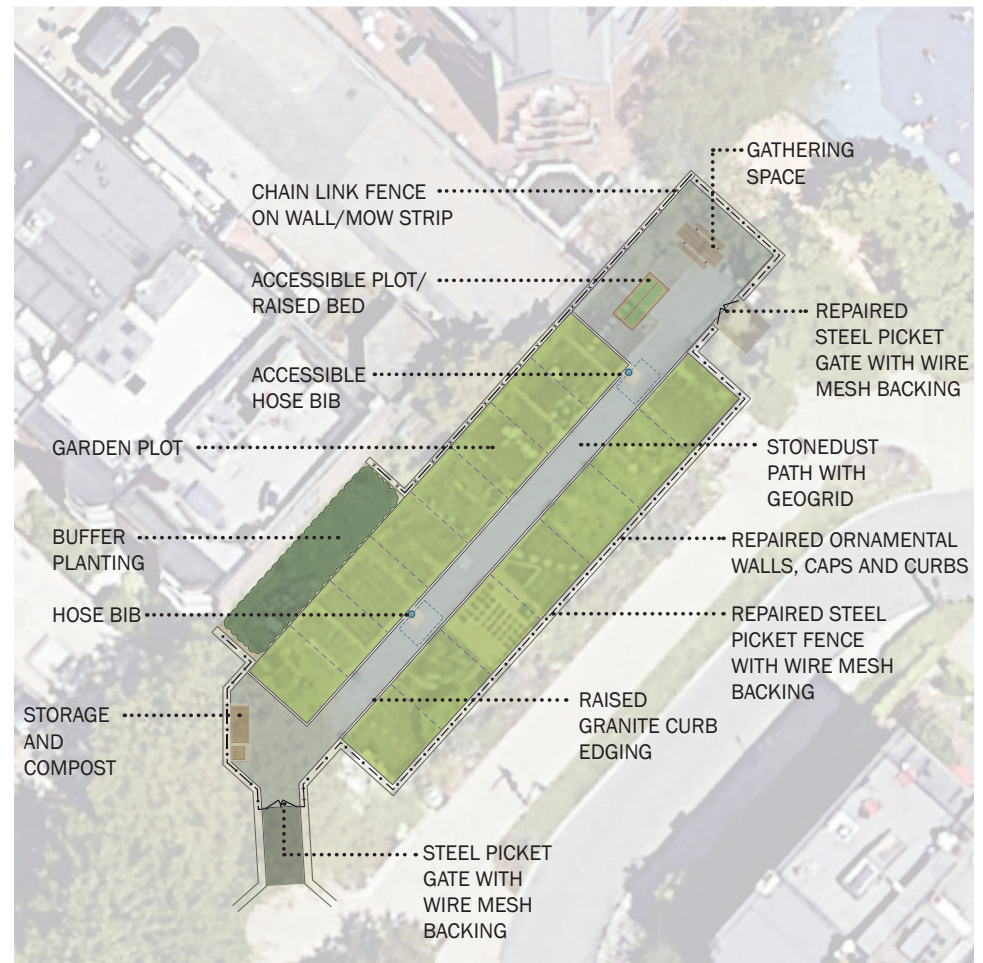 GATHERING
SPACE
CHAIN LINK FENCE
ON WALL/MOW STRIP
ACCESSIBLE PLOT/
RAISED BED
REPAIRED
STEEL PICKET
GATE WITH WIRE
MESH BACKING
ACCESSIBLE
HOSE BIB
GARDEN PLOT
STONEDUST
PATH WITH
GEOGRID
BUFFER
PLANTING
REPAIRED ORNAMENTAL
WALLS, CAPS AND CURBS
HOSE BIB
REPAIRED STEEL
PICKET FENCE
WITH WIRE MESH
BACKING
STORAGE
AND
COMPOST
RAISED
GRANITE CURB
EDGING
STEEL PICKET
GATE WITH
WIRE MESH
BACKING